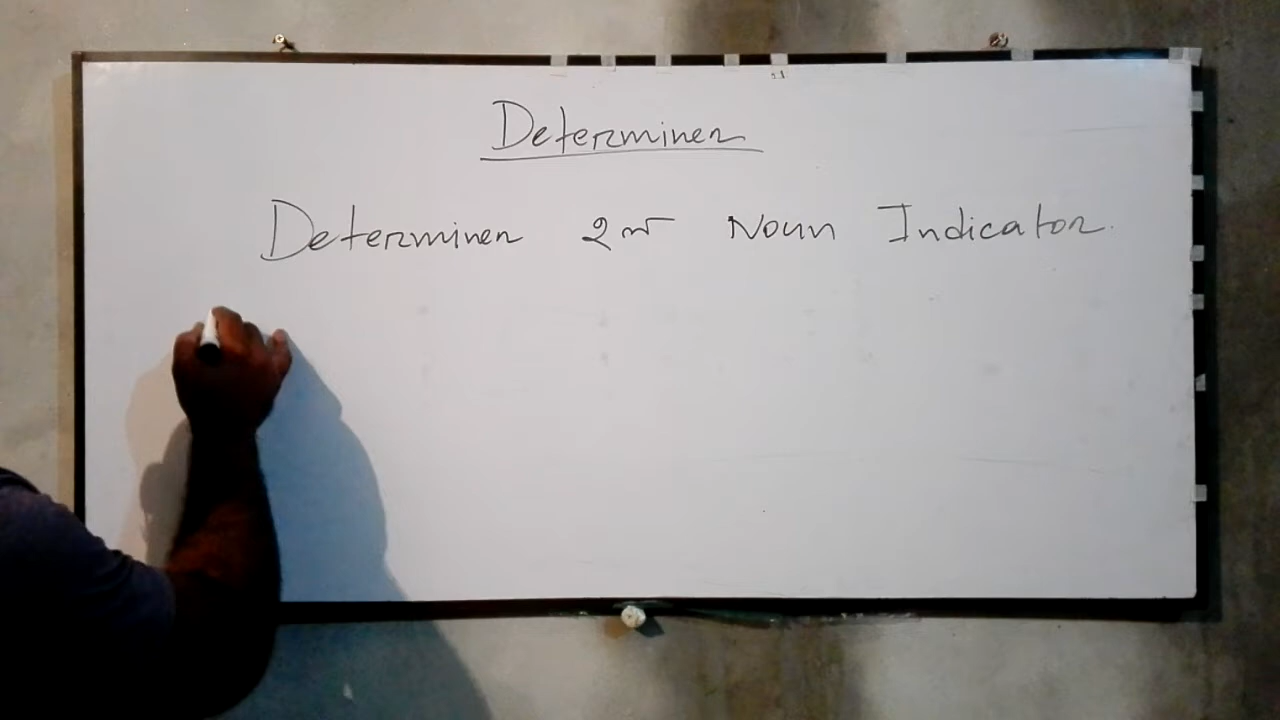 Determiner
Determiner হল Noun Indicator.